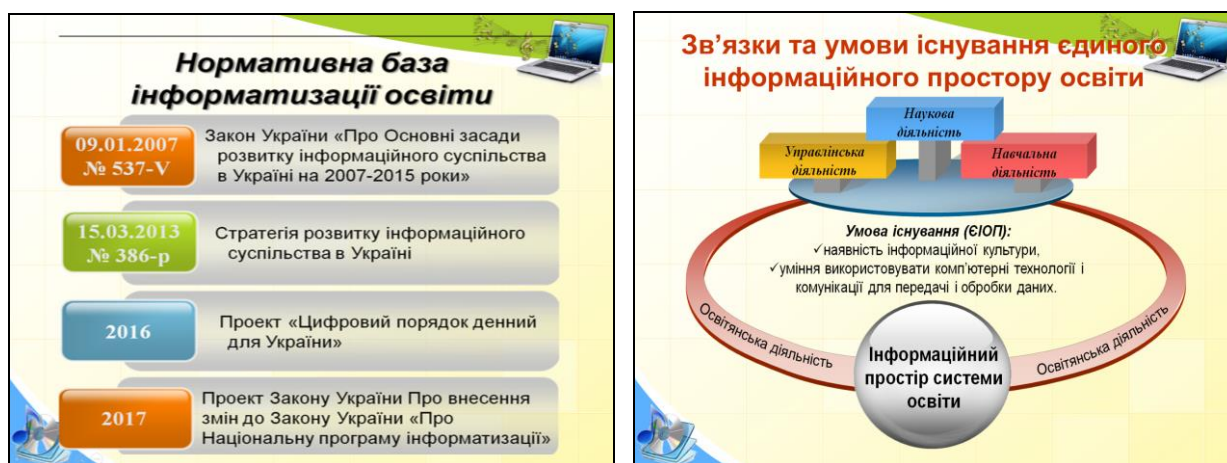 Нормативна база
інформатизації освіти
09.01.2007
№ 537-V
Закон України «Про Основні засади
розвитку інформаційного суспільства
в Україні на 2007-2015 роки»
15.03.2013
№ 386-р
Стратегія розвитку інформаційного
суспільства в Україні
2016
Проект «Цифровий порядок денний
для України»
2017
Проект Закону України Про внесення
змін до Закону України «Про
Національну програму інформатизації»
Зв’язки та умови існування єдиного
інформаційного простору освіти
Наукова
діяльність
Управлінська
діяльність
Навчальна
діяльність
Умова існування (ЄІОП):
✓наявність інформаційної культури,
✓уміння використовувати комп’ютерні технології і
комунікації для передачі і обробки даних.
Освітянська діяльність
Освітянська діяльність
Інформаційний
простір системи
освіти